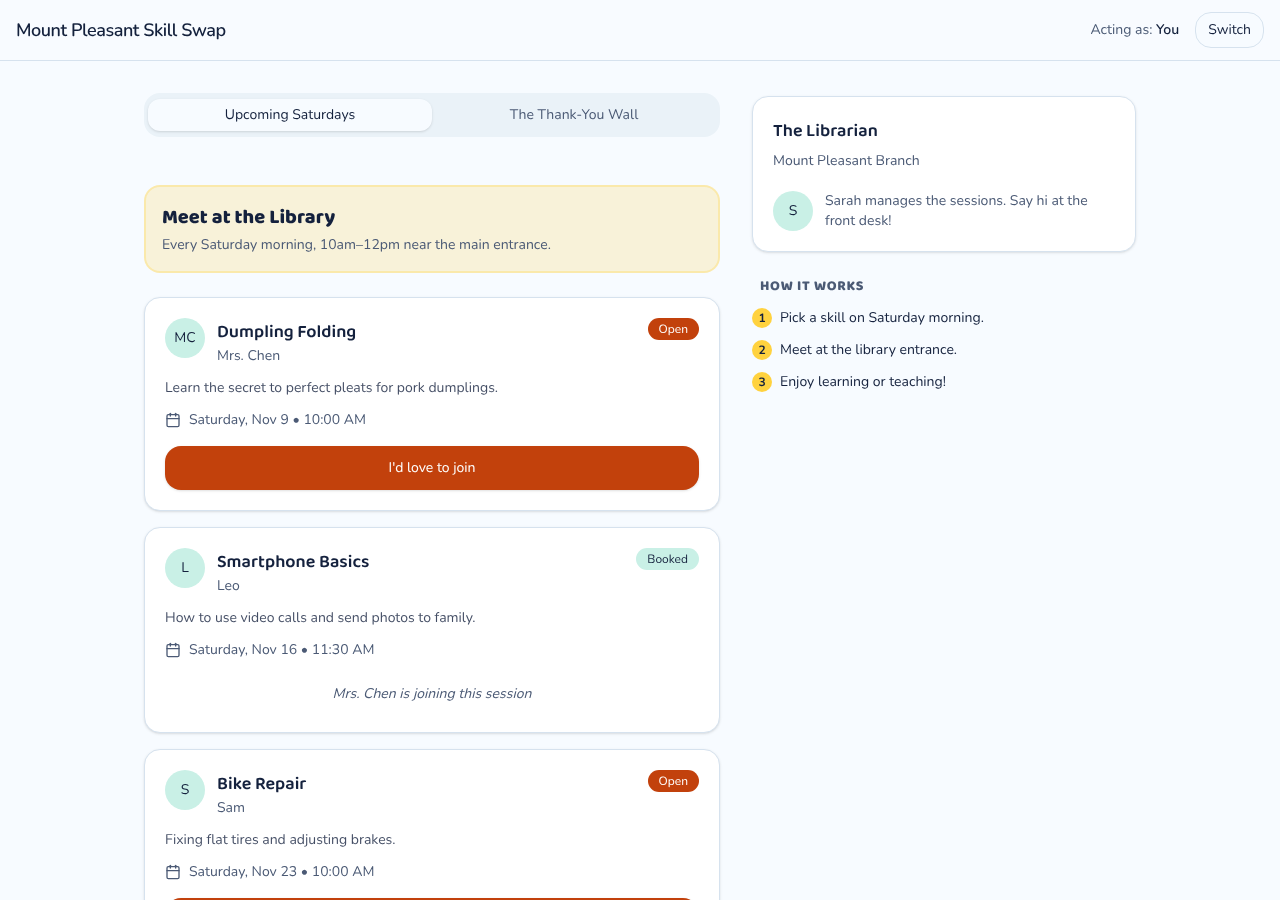 Mount Pleasant Skill Swap
Acting as: You
Switch
Upcoming Saturdays
The Thank-You Wall
Meet at the Library
Every Saturday morning, 10am–12pm near the main entrance.
MC
Dumpling Folding
Open
Mrs. Chen
Learn the secret to perfect pleats for pork dumplings.
Saturday, Nov 9 • 10:00 AM
I'd love to join
L
Smartphone Basics
Booked
Leo
How to use video calls and send photos to family.
Saturday, Nov 16 • 11:30 AM
Mrs. Chen is joining this session
S
Bike Repair
Open
Sam
Fixing flat tires and adjusting brakes.
Saturday, Nov 23 • 10:00 AM
The Librarian
Mount Pleasant Branch
S
Sarah manages the sessions. Say hi at the
front desk!
HOW IT WORKS
1 Pick a skill on Saturday morning.
2 Meet at the library entrance.
3 Enjoy learning or teaching!